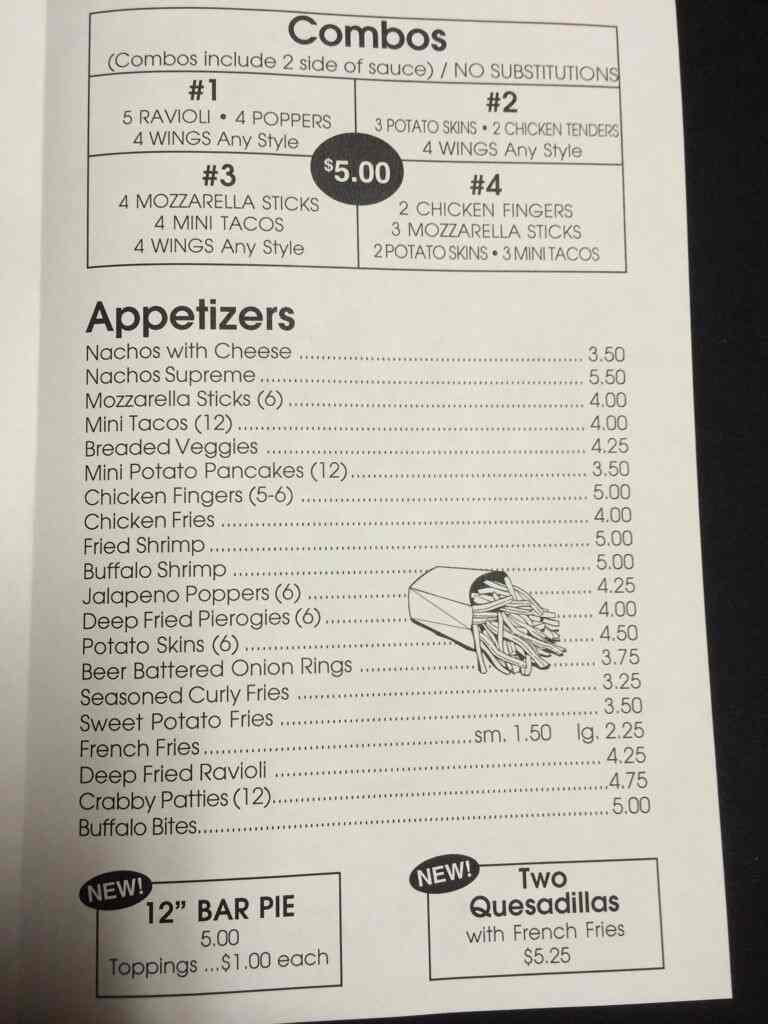 Combos
(Combos include 2 side of sauce) / NO SUBSTITUTIONS
#1
5 RAVIOLI • 4 POPPERS
4 WINGS Any Style
#2
3 POTATO SKINS • 2 CHICKEN TENDERS
4 WINGS Any Style
$5.00
#3
4 MOZZARELLA STICKS
4 MINI TACOS
4 WINGS Any Style
#4
2 CHICKEN FINGERS
3 MOZZARELLA STICKS
2 POTATO SKINS • 3 MINI TACOS
Appetizers
Nachos with Cheese ........ 3.50
Nachos Supreme ........ 5.50
Mozzarella Sticks (6) ........ 4.00
Mini Tacos (12) ........ 4.00
Breaded Veggies ........ 4.25
Mini Potato Pancakes (12) ........ 3.50
Chicken Fingers (5-6) ........ 5.00
Chicken Fries ........ 4.00
Fried Shrimp ........ 5.00
Buffalo Shrimp ........ 5.00
Jalapeno Poppers (6) ........ 4.25
Deep Fried Pierogies (6) ........ 4.00
Potato Skins (6) ........ 4.50
Beer Battered Onion Rings ........ 3.75
Seasoned Curly Fries ........ 3.25
Sweet Potato Fries ........ 3.50
French Fries ........ sm. 1.50 lg. 2.25
Deep Fried Ravioli ........ 4.25
Crabby Patties (12) ........ 4.75
Buffalo Bites ........ 5.00
NEW!
12" BAR PIE
5.00
Toppings ...$1.00 each
NEW!
Two
Quesadillas
with French Fries
$5.25